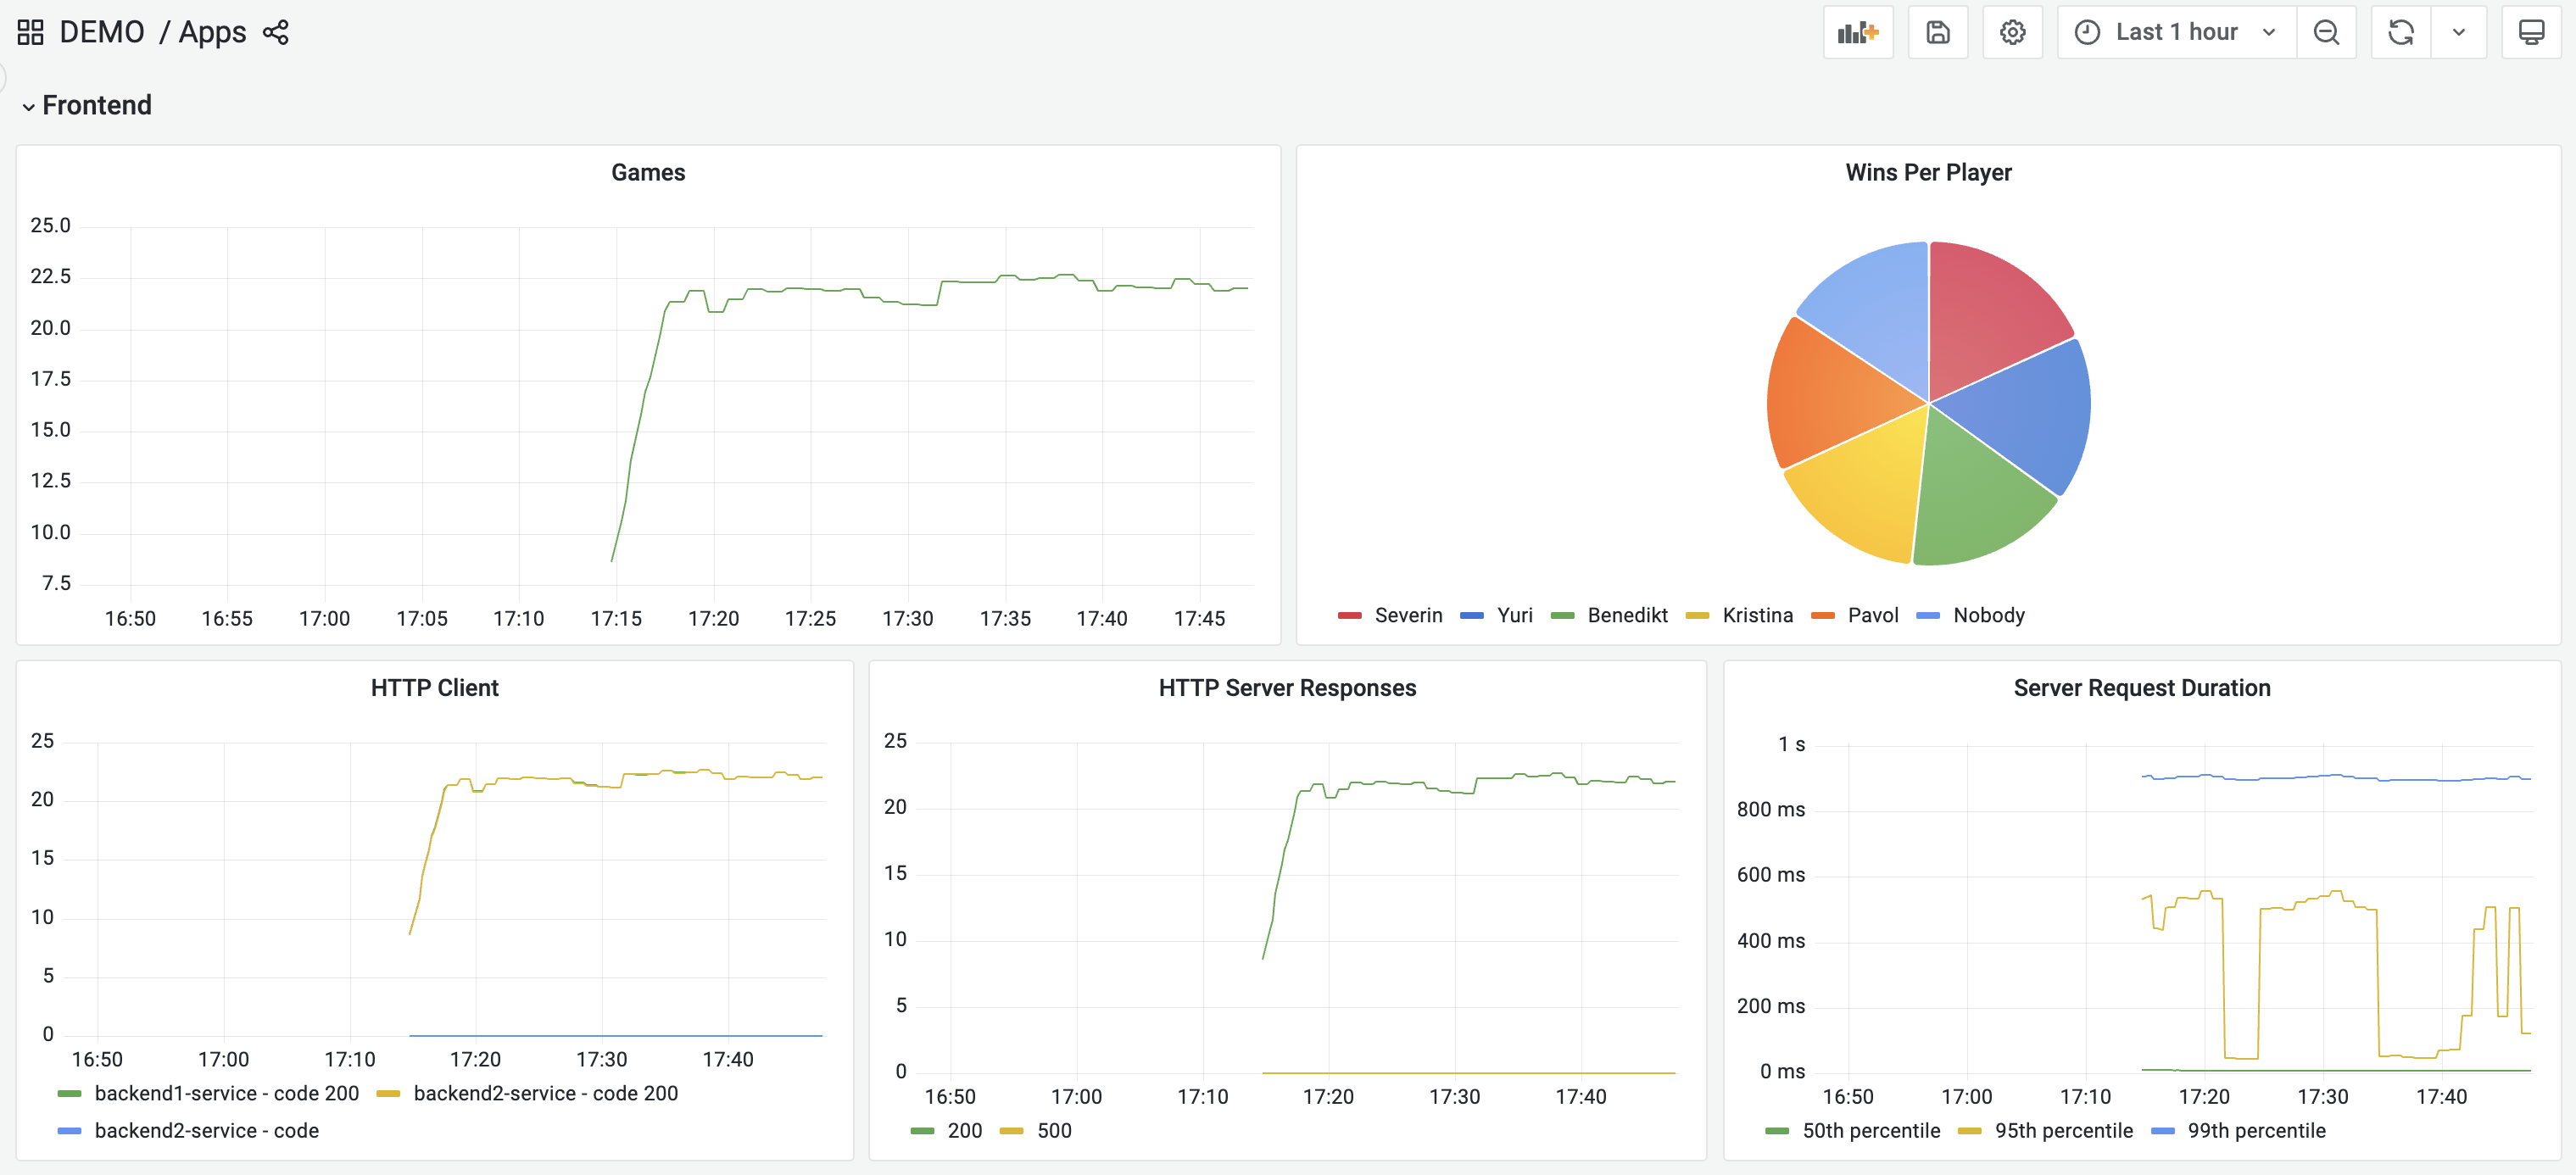 DEMO / Apps
Last 1 hour
Frontend
Games
25.0
22.5
20.0
17.5
15.0
12.5
10.0
7.5
16:50 16:55 17:00 17:05 17:10 17:15 17:20 17:25 17:30 17:35 17:40 17:45
Wins Per Player
Severin Yuri Benedikt Kristina Pavol Nobody
HTTP Client
25
20
15
10
5
0
16:50 17:00 17:10 17:20 17:30 17:40
backend1-service - code 200 backend2-service - code 200
backend2-service - code
HTTP Server Responses
25
20
15
10
5
0
16:50 17:00 17:10 17:20 17:30 17:40
200 500
Server Request Duration
1 s
800 ms
600 ms
400 ms
200 ms
0 ms
16:50 17:00 17:10 17:20 17:30 17:40
50th percentile 95th percentile 99th percentile